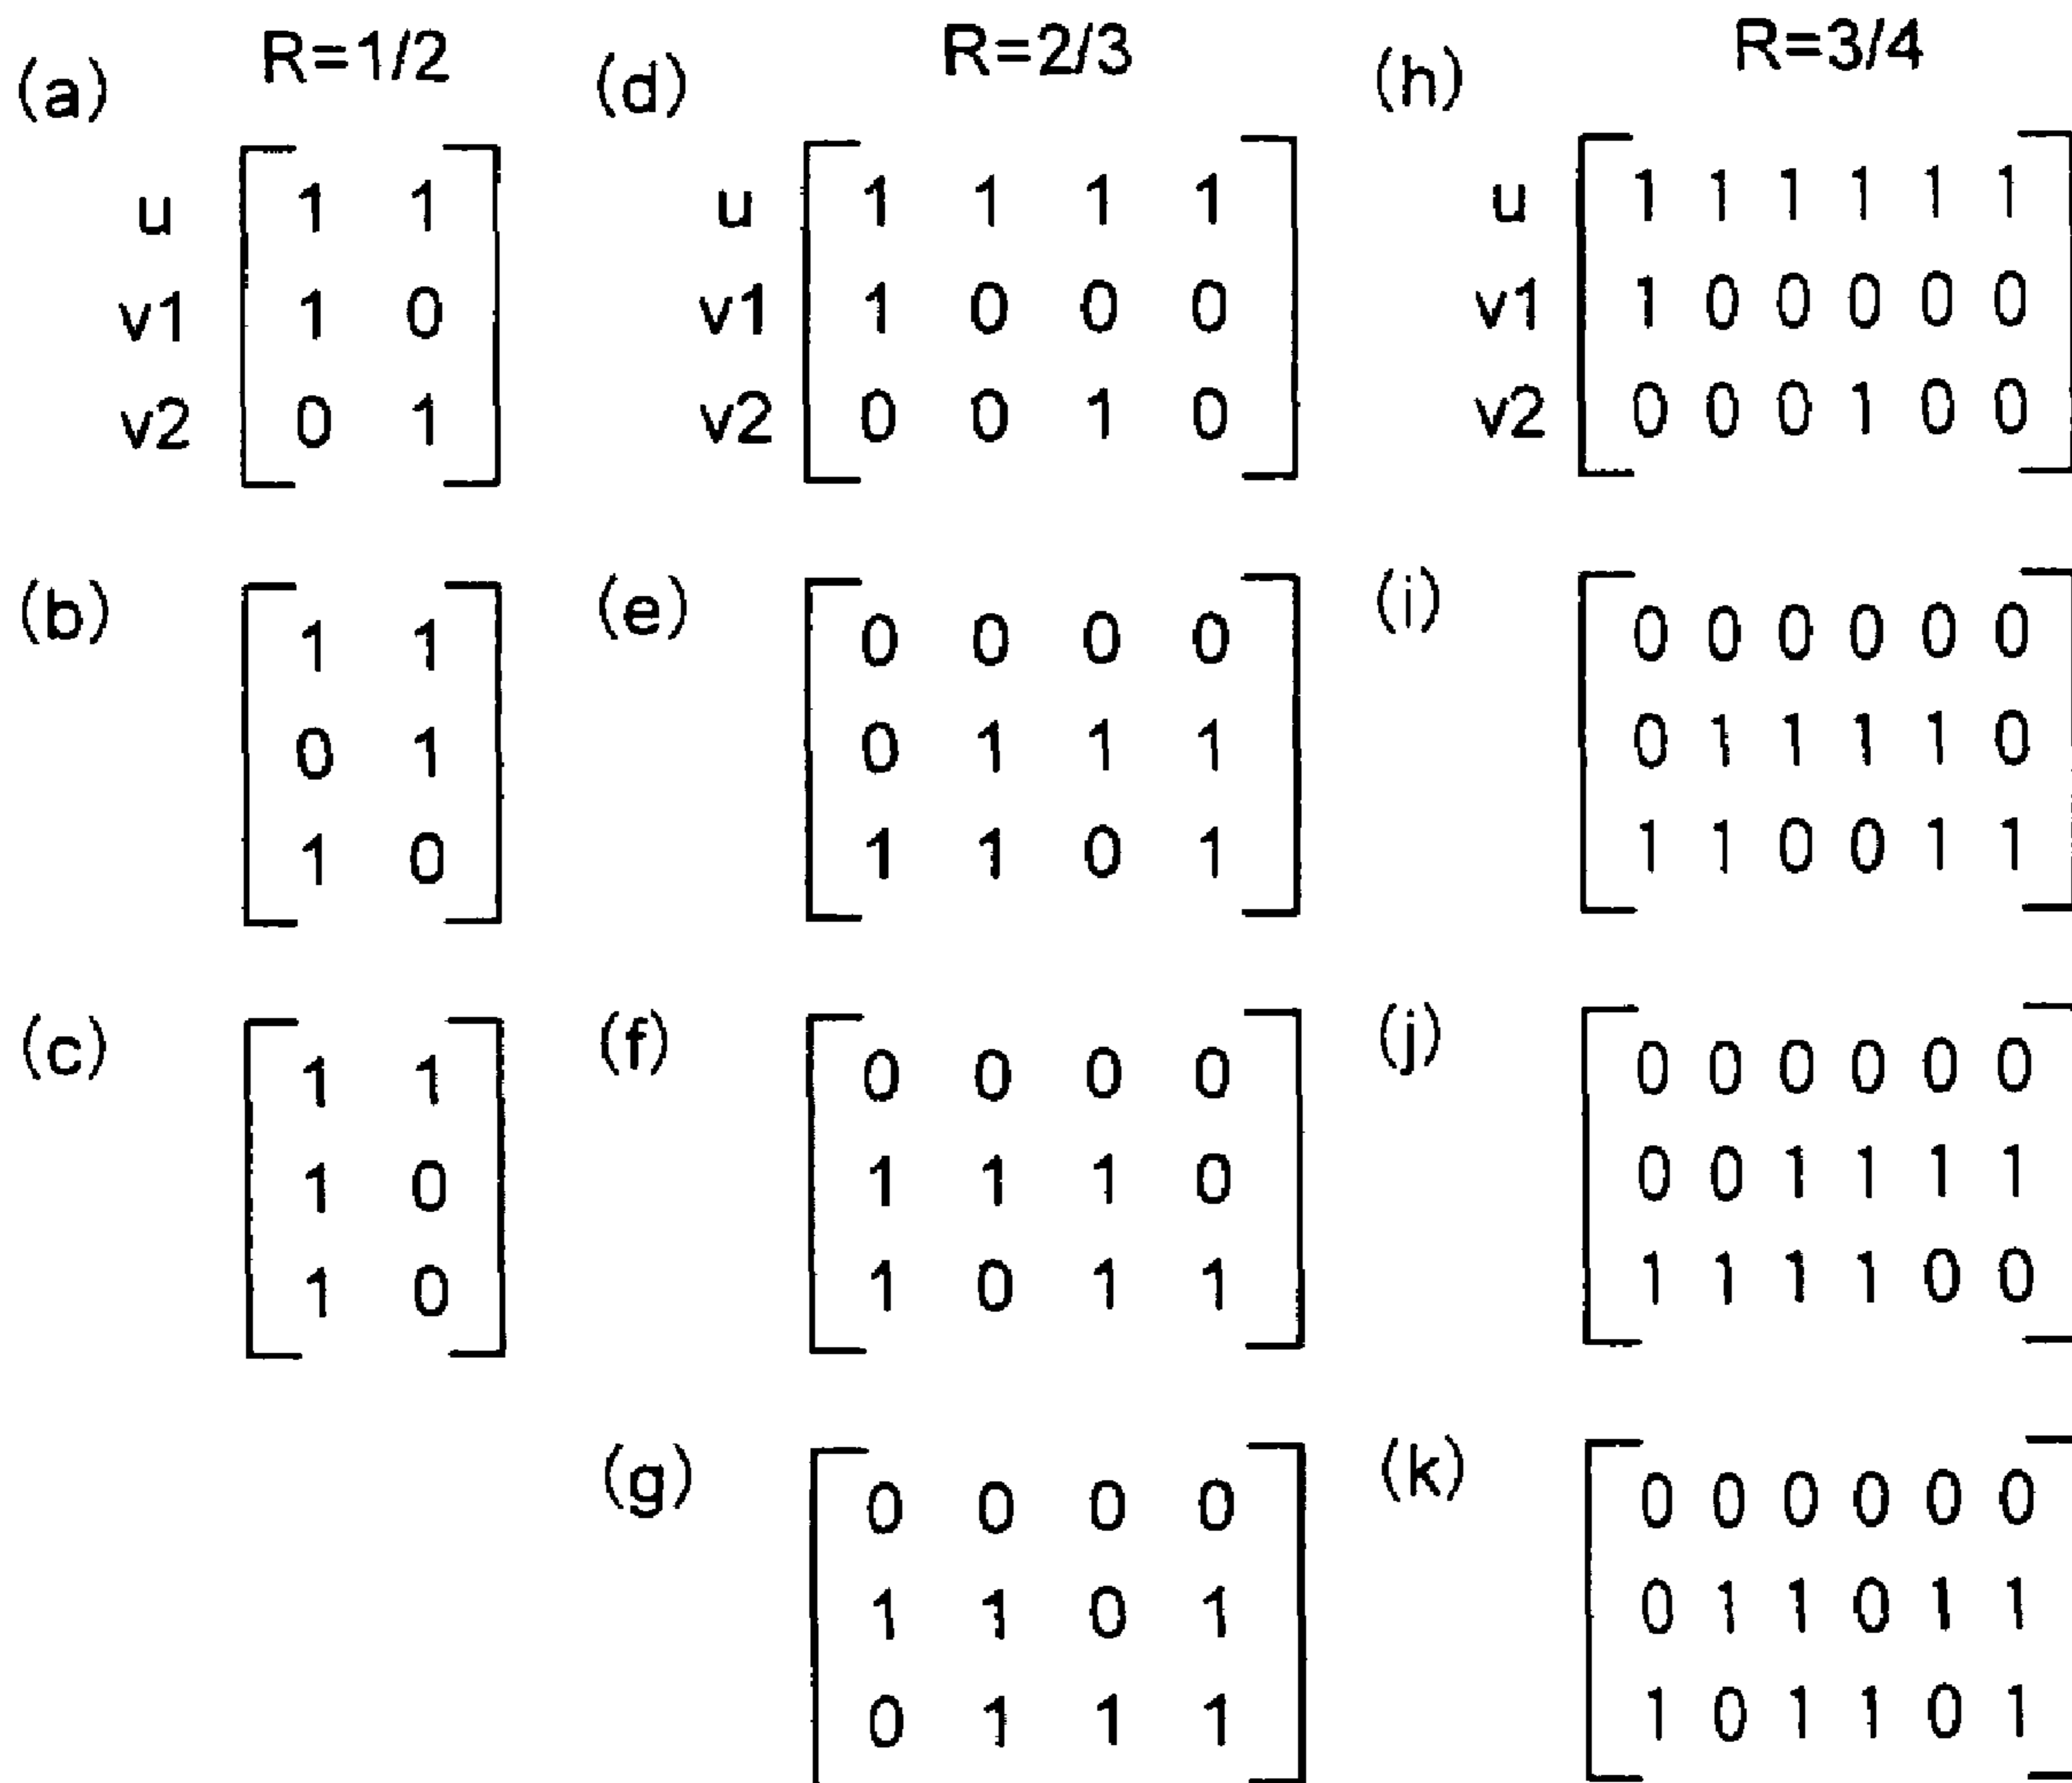 R=1/2
(a)
u 1 1
v1 1 0
v2 0 1
(b)
1 1
0 1
1 0
(c)
1 1
1 0
1 0
R=2/3
(d)
u 1 1 1 1
v1 1 0 0 0
v2 0 0 1 0
(e)
0 0 0 0
0 1 1 1
1 1 0 1
(f)
0 0 0 0
1 1 1 0
1 0 1 1
(g)
0 0 0 0
1 1 0 1
0 1 1 1
R=3/4
(h)
u 1 1 1 1 1 1
v1 1 0 0 0 0 0
v2 0 0 0 1 0 0
(i)
0 0 0 0 0 0
0 1 1 1 1 0
1 1 0 0 1 1
(j)
0 0 0 0 0 0
0 0 1 1 1 1
1 1 1 1 0 0
(k)
0 0 0 0 0 0
0 1 1 0 1 1
1 0 1 1 0 1